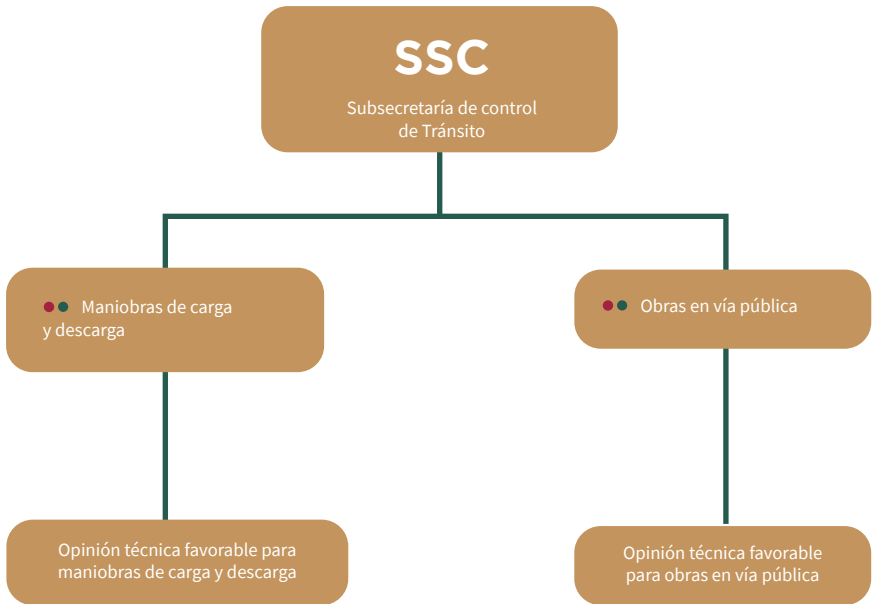 SSC
Subsecretaría de control
de Tránsito
Maniobras de carga
y descarga
Obras en vía pública
Opinión técnica favorable para
maniobras de carga y descarga
Opinión técnica favorable
para obras en vía pública